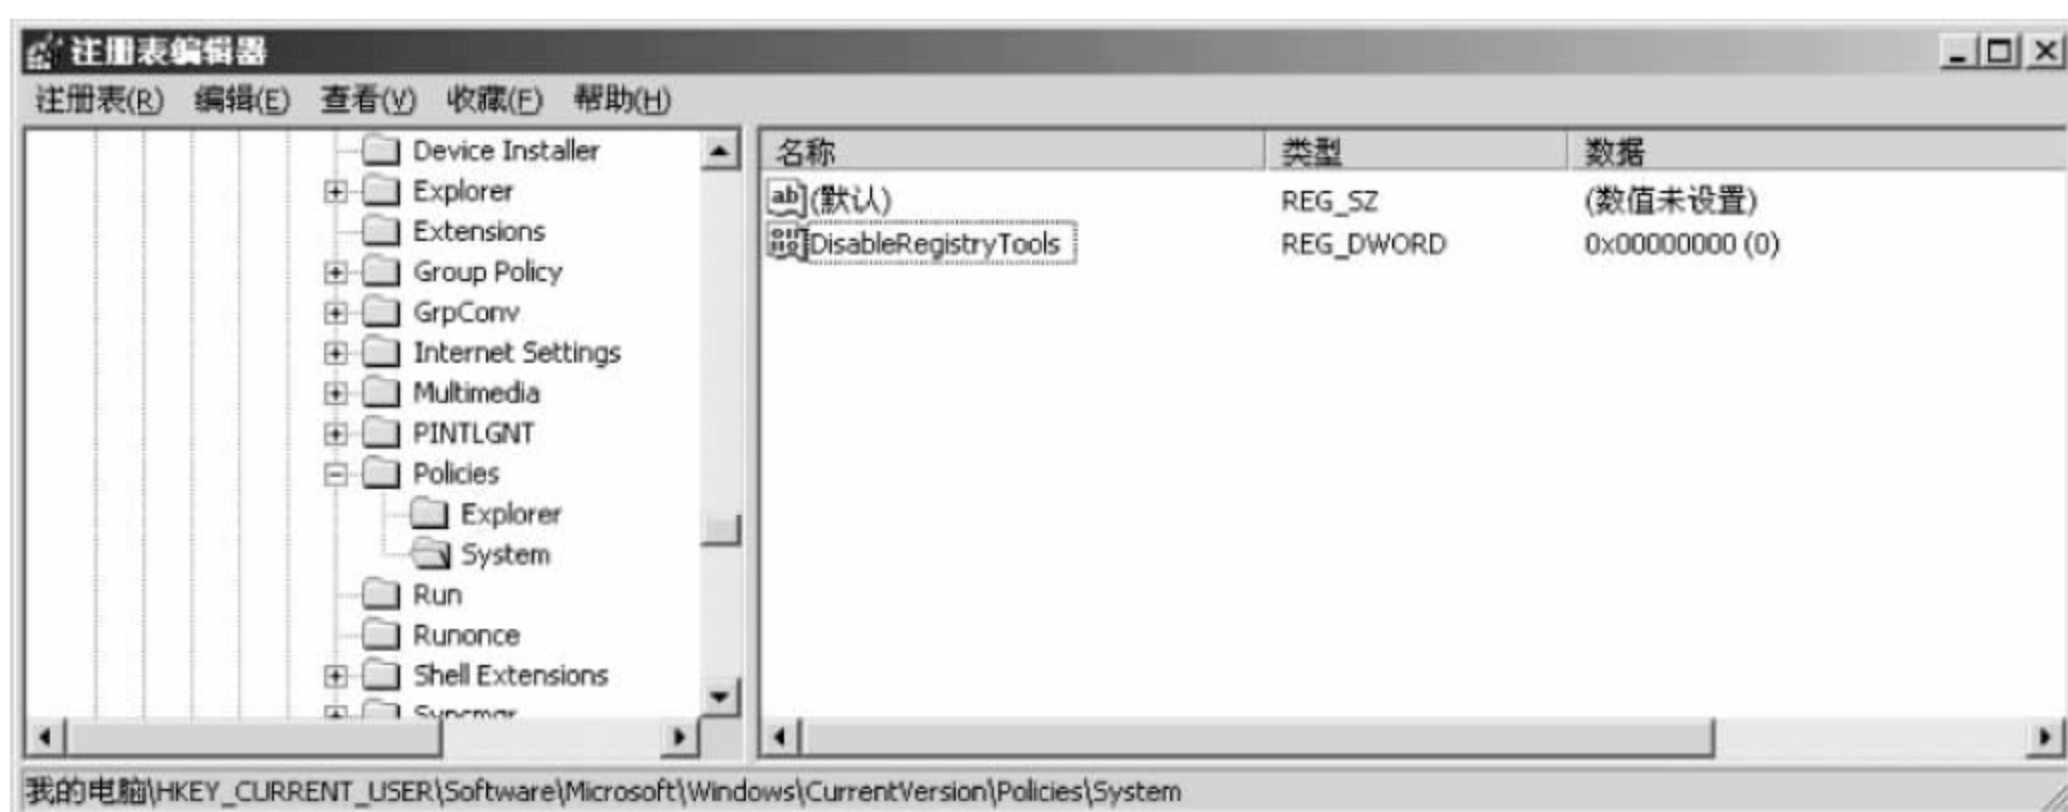 注册表编辑器
注册表(R) 编辑(E) 查看(V) 收藏(F) 帮助(H)
Device Installer
Explorer
Extensions
Group Policy
GrpConv
Internet Settings
Multimedia
PINTLGNT
Policies
Explorer
System
Run
Runonce
Shell Extensions
Syncmgr
名称 类型 数据
ab (默认) REG_SZ (数值未设置)
DisableRegistryTools REG_DWORD 0x00000000 (0)
我的电脑\HKEY_CURRENT_USER\Software\Microsoft\Windows\CurrentVersion\Policies\System